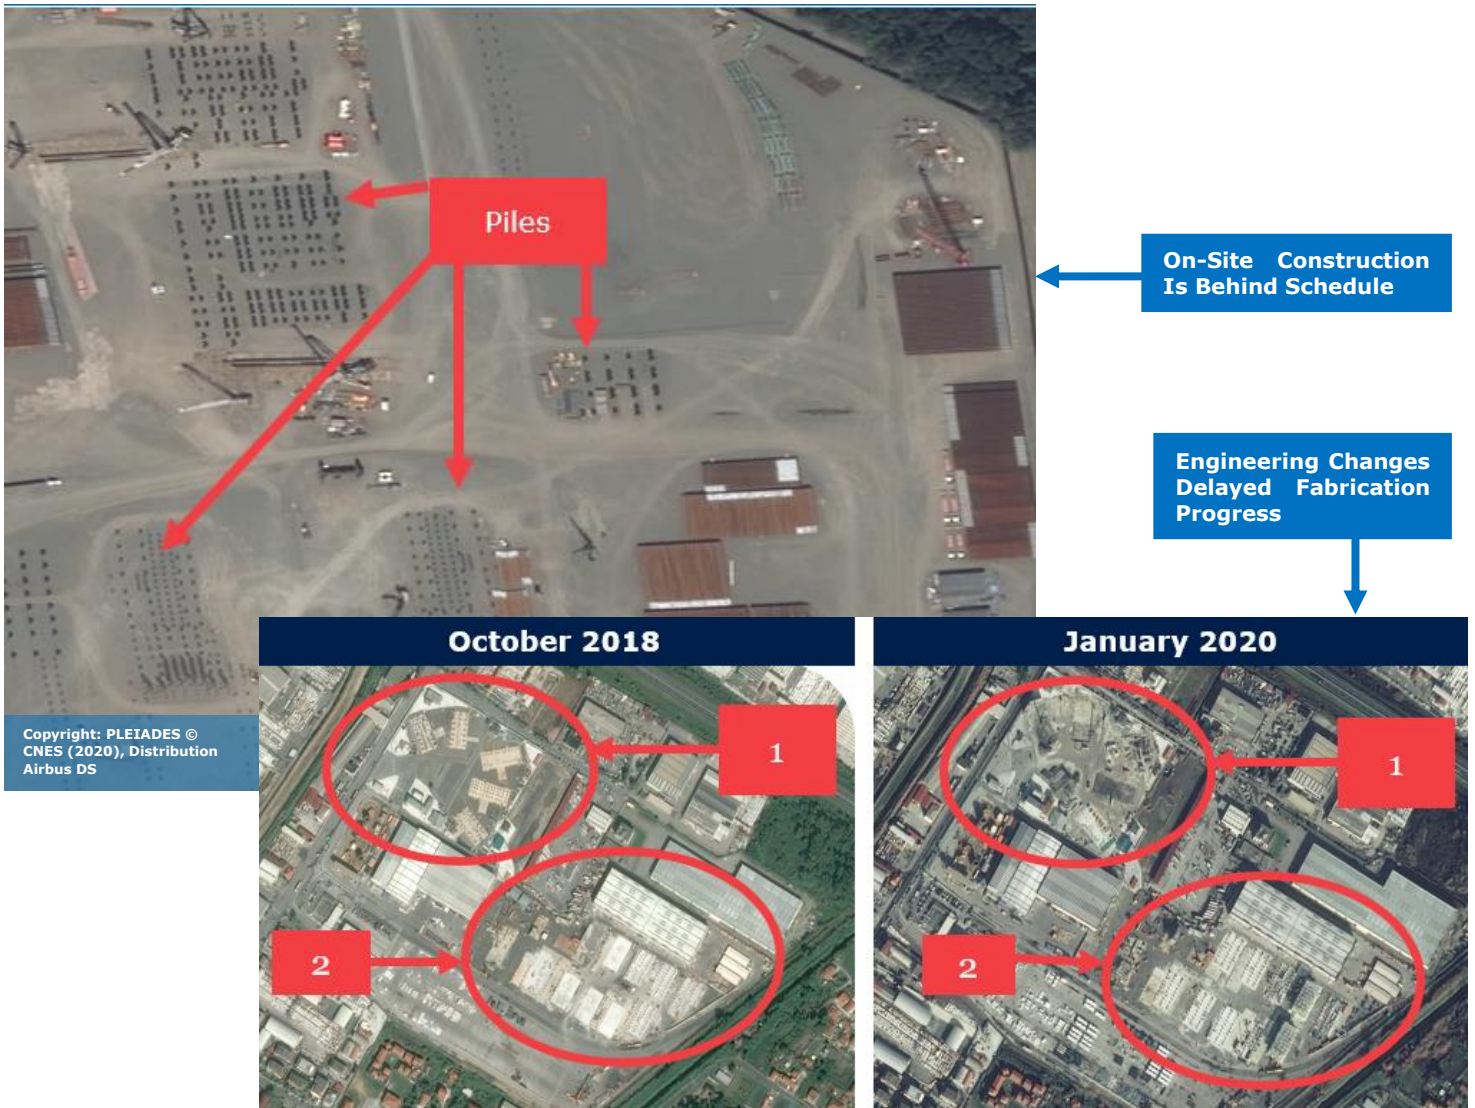 Piles
On-Site Construction
Is Behind Schedule
Engineering Changes
Delayed Fabrication
Progress
October 2018
January 2020
Copyright: PLEIADES ©
CNES (2020), Distribution
Airbus DS
1
1
2
2